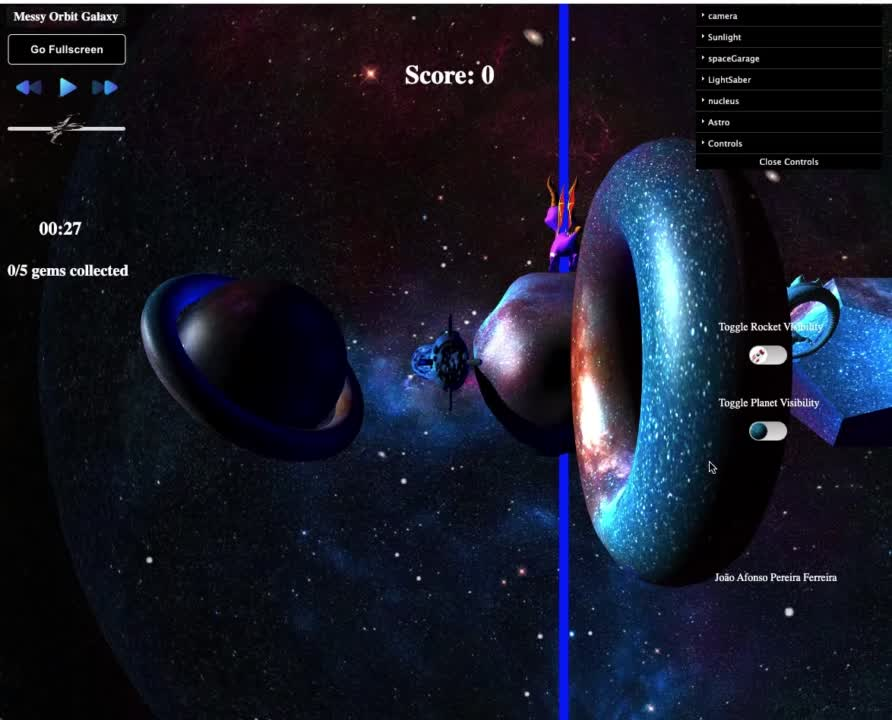 Messy Orbit Galaxy
Go Fullscreen
Score: 0
00:27
0/5 gems collected
camera
Sunlight
spaceGarage
LightSaber
nucleus
Astro
Controls
Close Controls
Toggle Rocket Visibility
Toggle Planet Visibility
João Afonso Pereira Ferreira